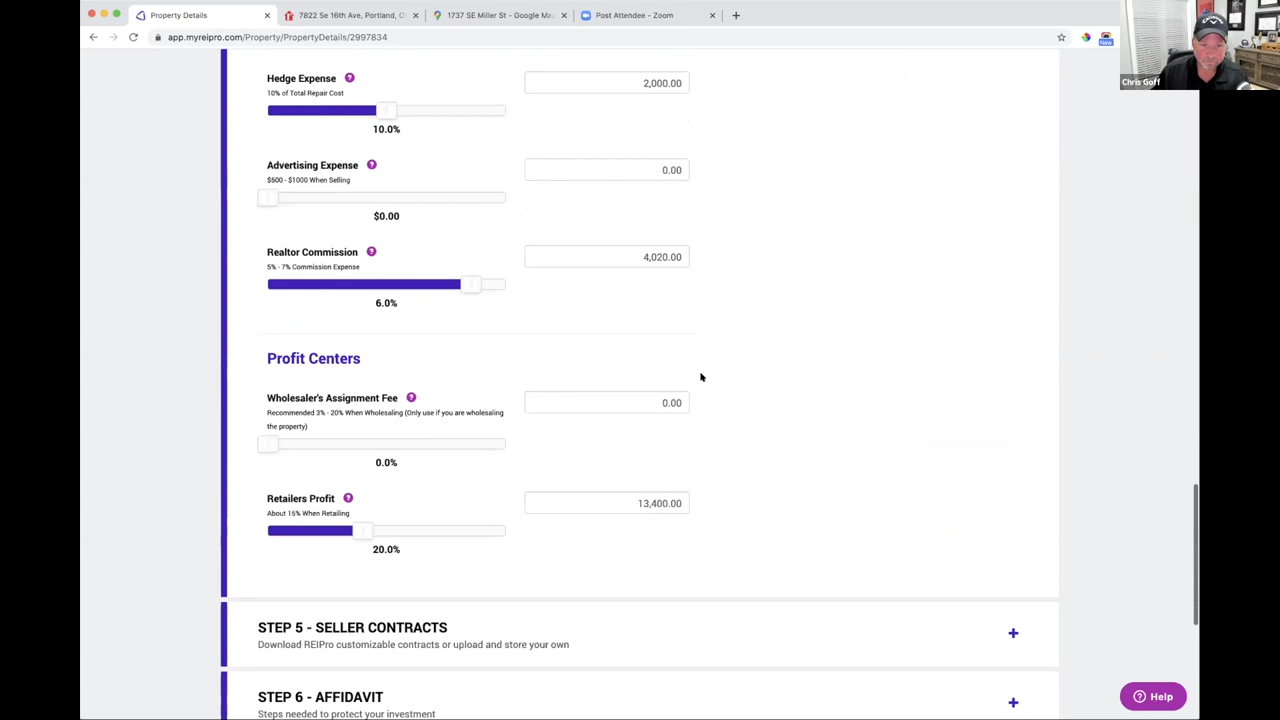 Property Details
7822 Se 16th Ave, Portland, O
1737 SE Miller St - Google Ma
Post Attendee - Zoom
app.myreipro.com/Property/PropertyDetails/2997834
New
Chris Goff
Hedge Expense ?
2,000.00
10% of Total Repair Cost
10.0%
Advertising Expense ?
0.00
$500 - $1000 When Selling
$0.00
Realtor Commission ?
4,020.00
5% - 7% Commission Expense
6.0%
Profit Centers
Wholesaler's Assignment Fee ?
0.00
Recommended 3% - 20% When Wholesaling (Only use if you are wholesaling
the property)
0.0%
Retailers Profit ?
13,400.00
About 15% When Retailing
20.0%
STEP 5 - SELLER CONTRACTS
Download REIPro customizable contracts or upload and store your own
STEP 6 - AFFIDAVIT
Steps needed to protect your investment
? Help